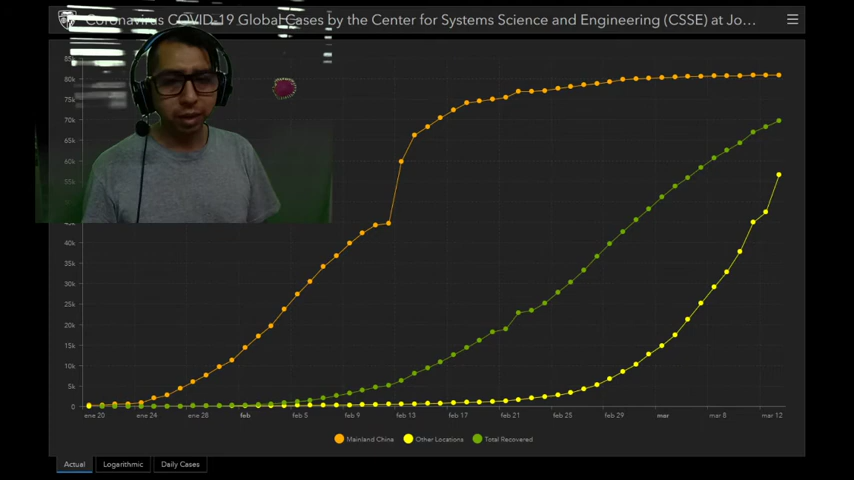 Coronavirus COVID-19 Global Cases by the Center for Systems Science and Engineering (CSSE) at Jo...
85k
80k
75k
70k
65k
60k
55k
45k
40k
35k
30k
25k
20k
15k
10k
5k
0
ene 20 ene 24 ene 28 feb feb 5 feb 9 feb 13 feb 17 feb 21 feb 25 feb 29 mar mar 8 mar 12
Mainland China Other Locations Total Recovered
Actual Logarithmic Daily Cases